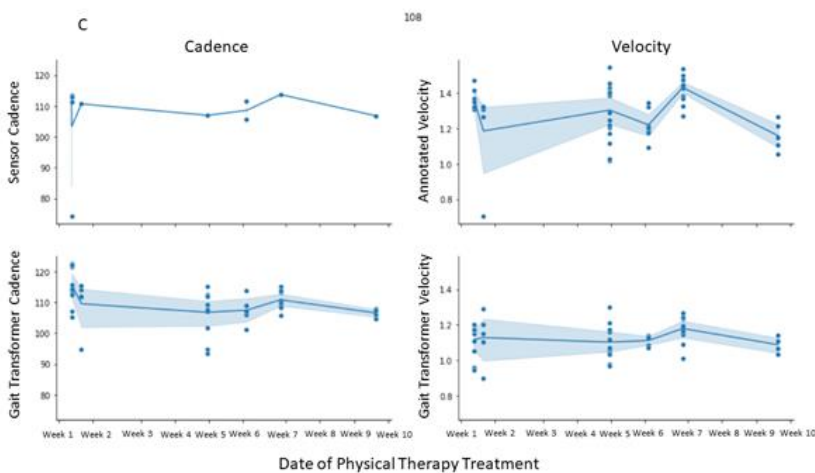 C
108
Cadence
Velocity
Sensor Cadence
120
110
100
90
80
Annotated Velocity
1.4
1.2
1.0
0.8
Gait Transformer Cadence
120
110
100
90
80
Gait Transformer Velocity
1.4
1.2
1.0
0.8
Week 1 Week 2 Week 3 Week 4 Week 5 Week 6 Week 7 Week 8 Week 9 Week 10
Week 1 Week 2 Week 3 Week 4 Week 5 Week 6 Week 7 Week 8 Week 9 Week 10
Date of Physical Therapy Treatment